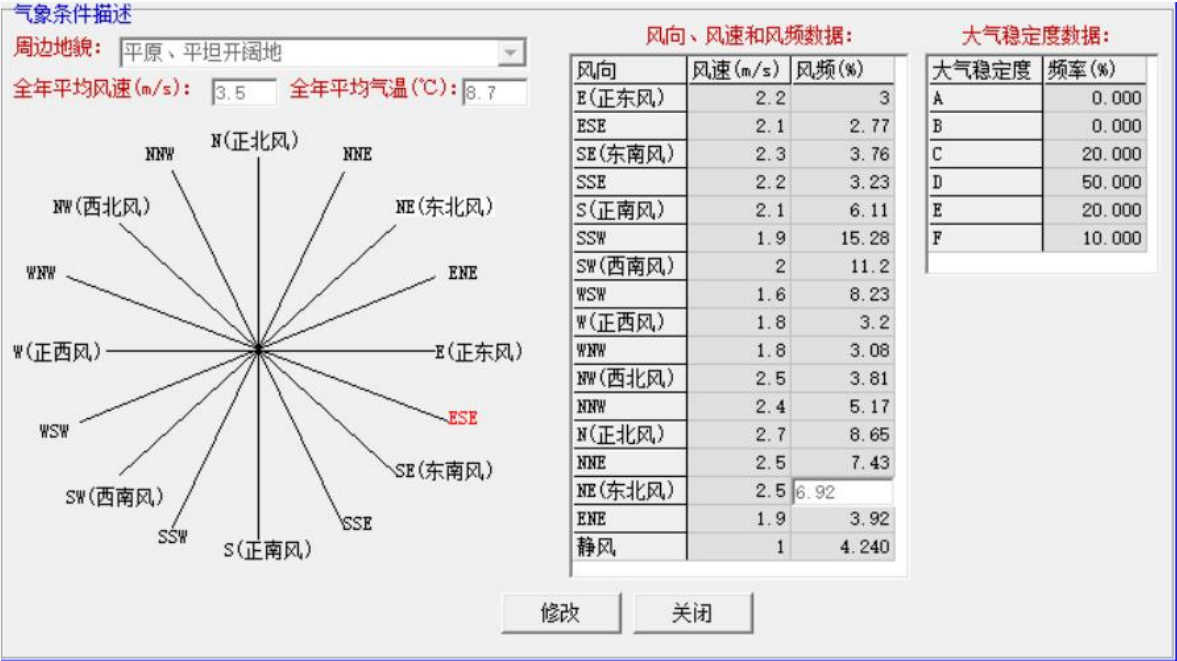 气象条件描述
周边地貌： 平原、平坦开阔地
全年平均风速(m/s)： 3.5 全年平均气温(℃)： 8.7
N(正北风)
NNW NNE
NW(西北风) NE(东北风)
WNW ENE
W(正西风) E(正东风)
WSW ESE
SW(西南风) SE(东南风)
SSW SSE
S(正南风)
风向、风速和风频数据：
风向 风速(m/s) 风频(%)
E(正东风) 2.2 3
ESE 2.1 2.77
SE(东南风) 2.3 3.76
SSE 2.2 3.23
S(正南风) 2.1 6.11
SSW 1.9 15.28
SW(西南风) 2 11.2
WSW 1.6 8.23
W(正西风) 1.8 3.2
WNW 1.8 3.08
NW(西北风) 2.5 3.81
NNW 2.4 5.17
N(正北风) 2.7 8.65
NNE 2.5 7.43
NE(东北风) 2.5 6.92
ENE 1.9 3.92
静风 1 4.240
大气稳定度数据：
大气稳定度 频率(%)
A 0.000
B 0.000
C 20.000
D 50.000
E 20.000
F 10.000
修改 关闭